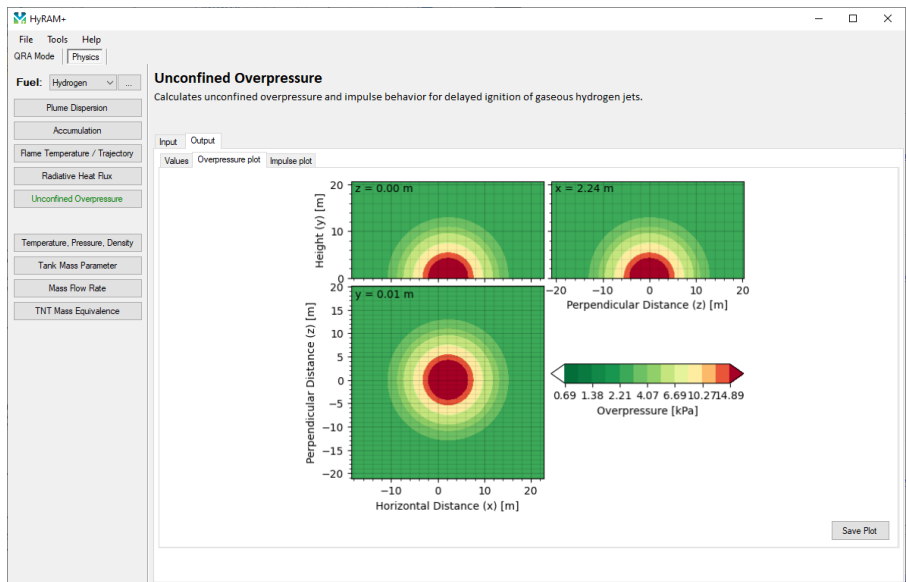 HyRAM+
File Tools Help
QRA Mode Physics
Fuel: Hydrogen ...
Plume Dispersion
Accumulation
Flame Temperature / Trajectory
Radiative Heat Flux
Unconfined Overpressure
Temperature, Pressure, Density
Tank Mass Parameter
Mass Flow Rate
TNT Mass Equivalence
Unconfined Overpressure
Calculates unconfined overpressure and impulse behavior for delayed ignition of gaseous hydrogen jets.
Input Output
Values Overpressure plot Impulse plot
z = 0.00 m
20
10
0
Height (y) [m]
x = 2.24 m
−20 −10 0 10 20
Perpendicular Distance (z) [m]
y = 0.01 m
20
15
10
5
0
−5
−10
−15
−20
Perpendicular Distance (z) [m]
−10 0 10 20
Horizontal Distance (x) [m]
0.69 1.38 2.21 4.07 6.69 10.27 14.89
Overpressure [kPa]
Save Plot